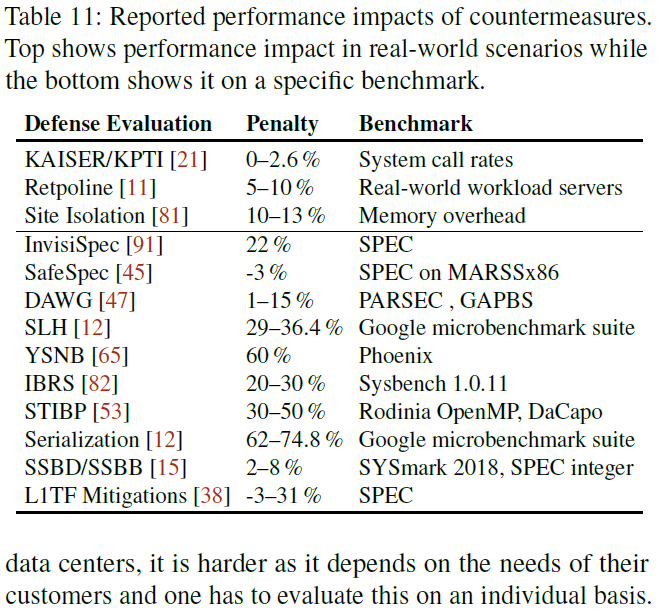 Table 11: Reported performance impacts of countermeasures.
Top shows performance impact in real-world scenarios while
the bottom shows it on a specific benchmark.
Defense Evaluation Penalty Benchmark
KAISER/KPTI [21] 0–2.6 % System call rates
Retpoline [11] 5–10 % Real-world workload servers
Site Isolation [81] 10–13 % Memory overhead
InvisiSpec [91] 22 % SPEC
SafeSpec [45] -3 % SPEC on MARSSx86
DAWG [47] 1–15 % PARSEC , GAPBS
SLH [12] 29–36.4 % Google microbenchmark suite
YSNB [65] 60 % Phoenix
IBRS [82] 20–30 % Sysbench 1.0.11
STIBP [53] 30–50 % Rodinia OpenMP, DaCapo
Serialization [12] 62–74.8 % Google microbenchmark suite
SSBD/SSBB [15] 2–8 % SYSmark 2018, SPEC integer
L1TF Mitigations [38] -3–31 % SPEC
data centers, it is harder as it depends on the needs of their
customers and one has to evaluate this on an individual basis.